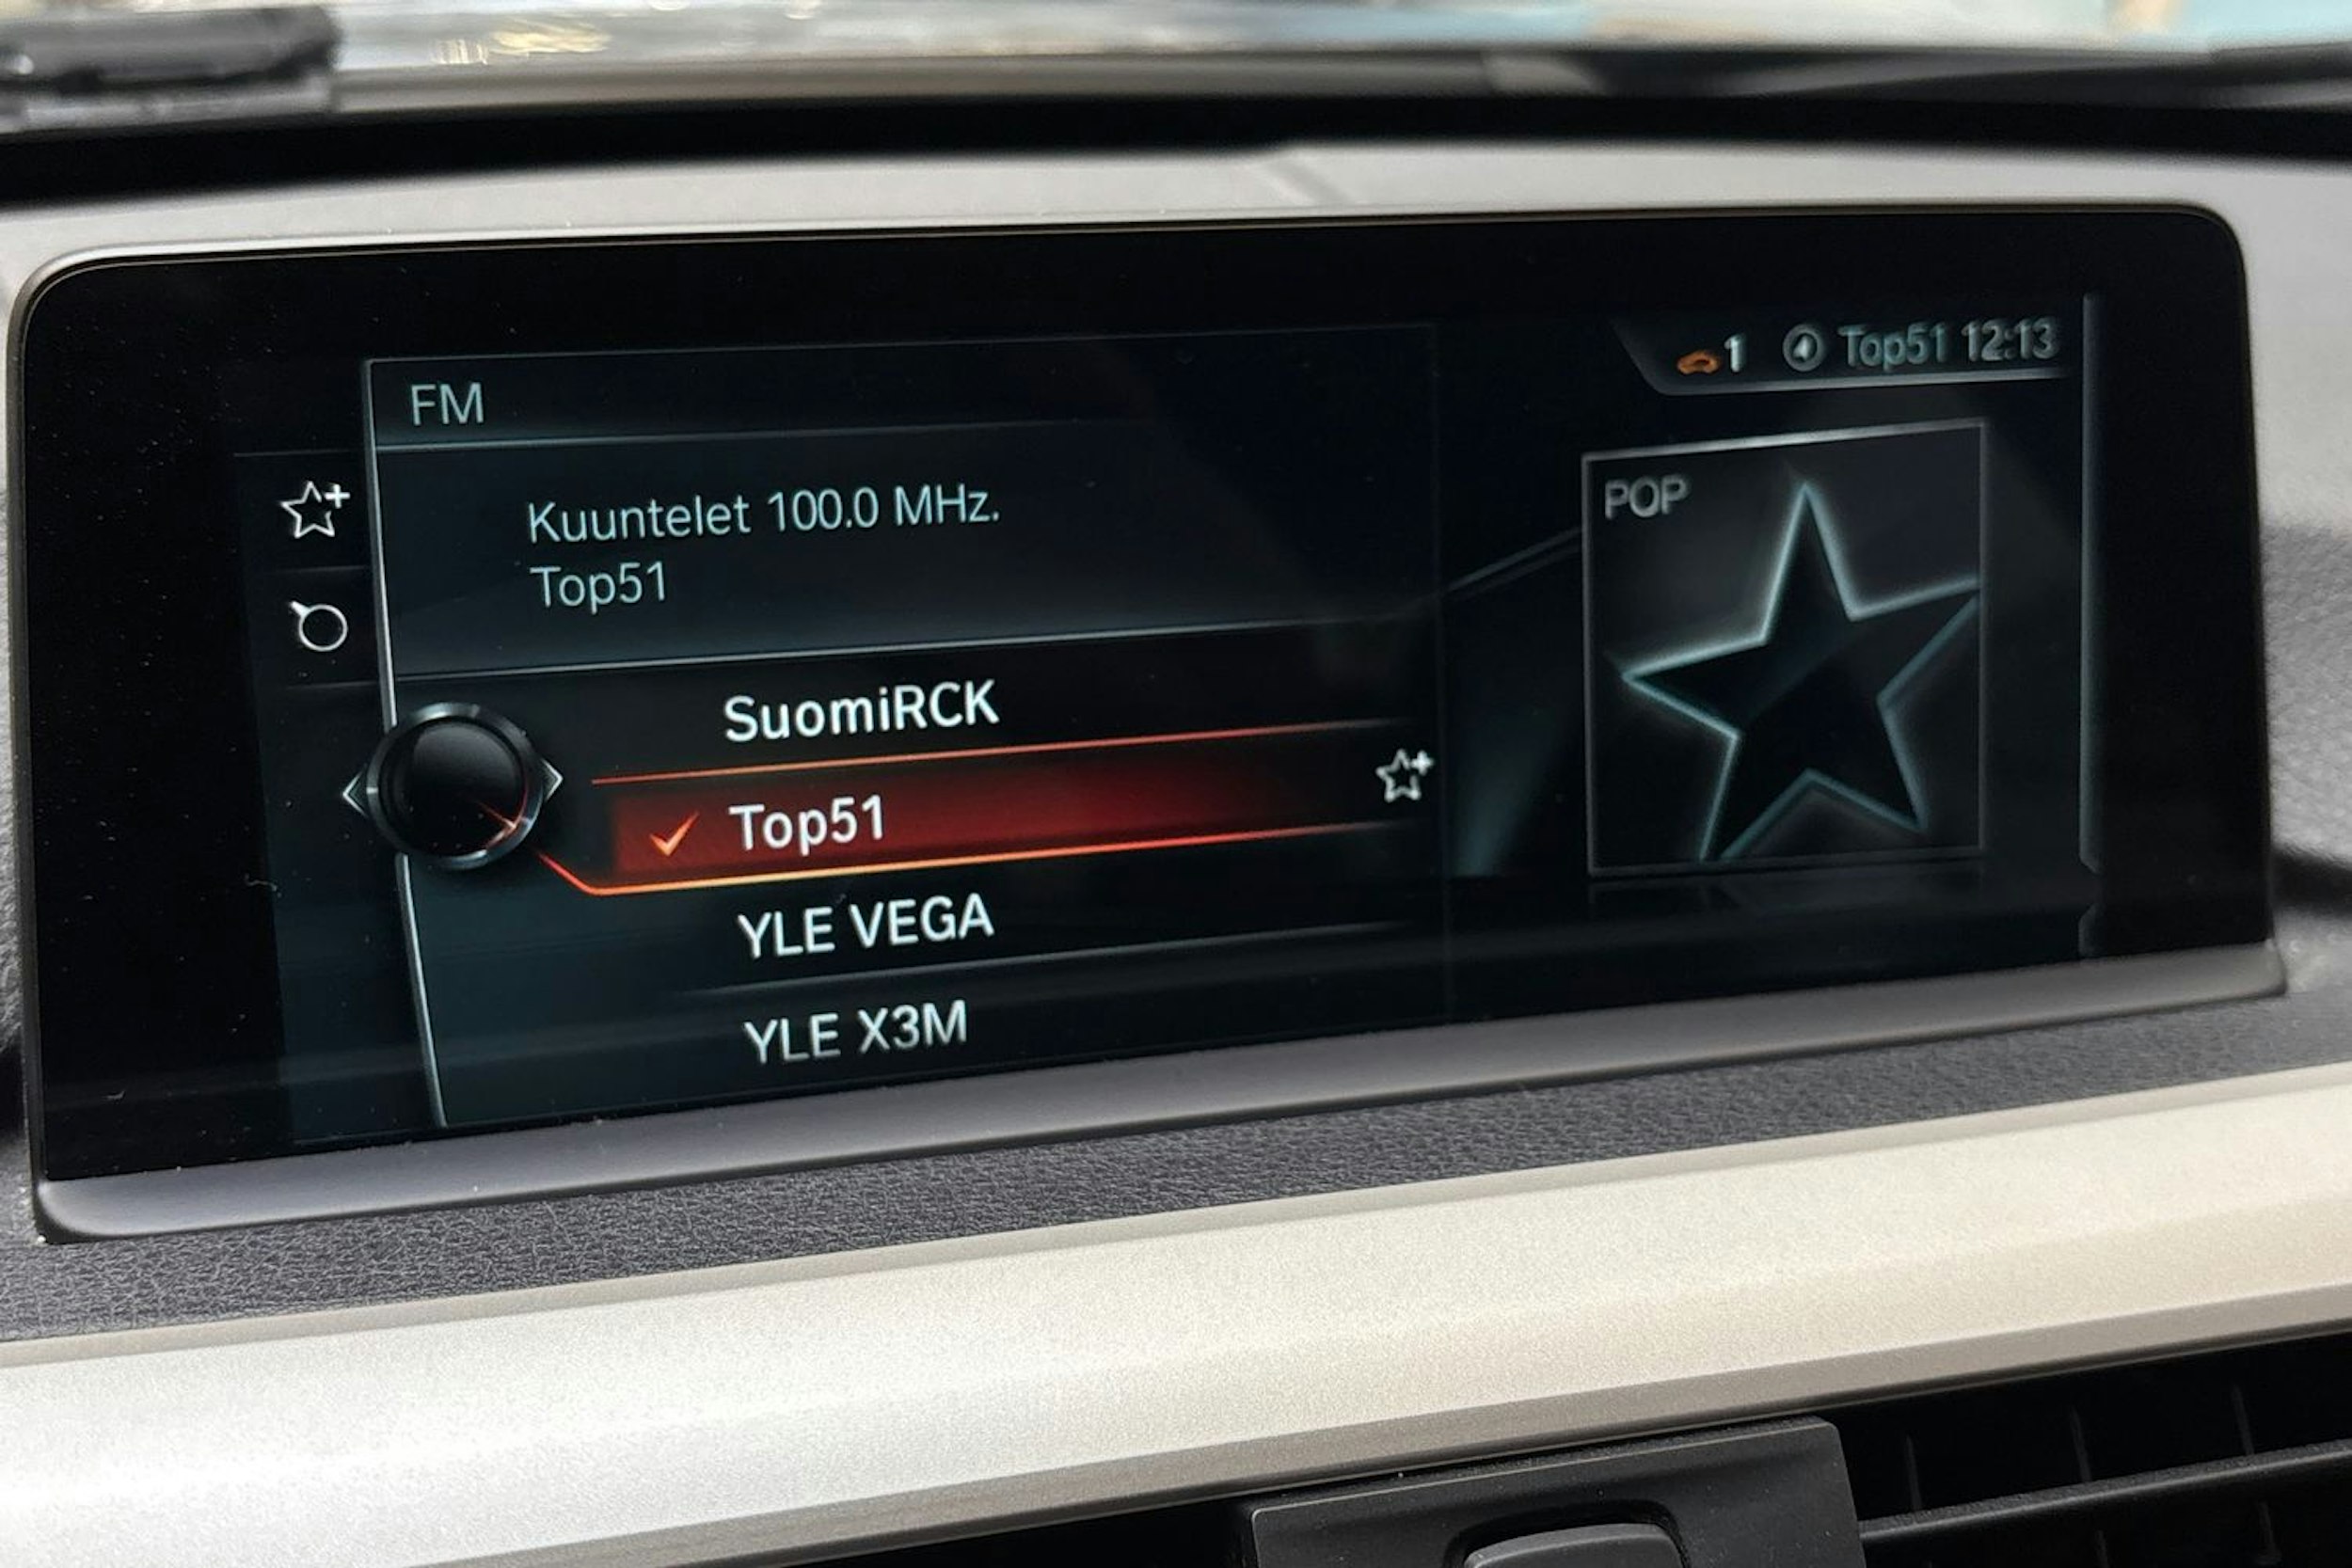 1 Top51 12:13
FM
Kuuntelet 100.0 MHz.
Top51
SuomiRCK
Top51
YLE VEGA
YLE X3M
POP